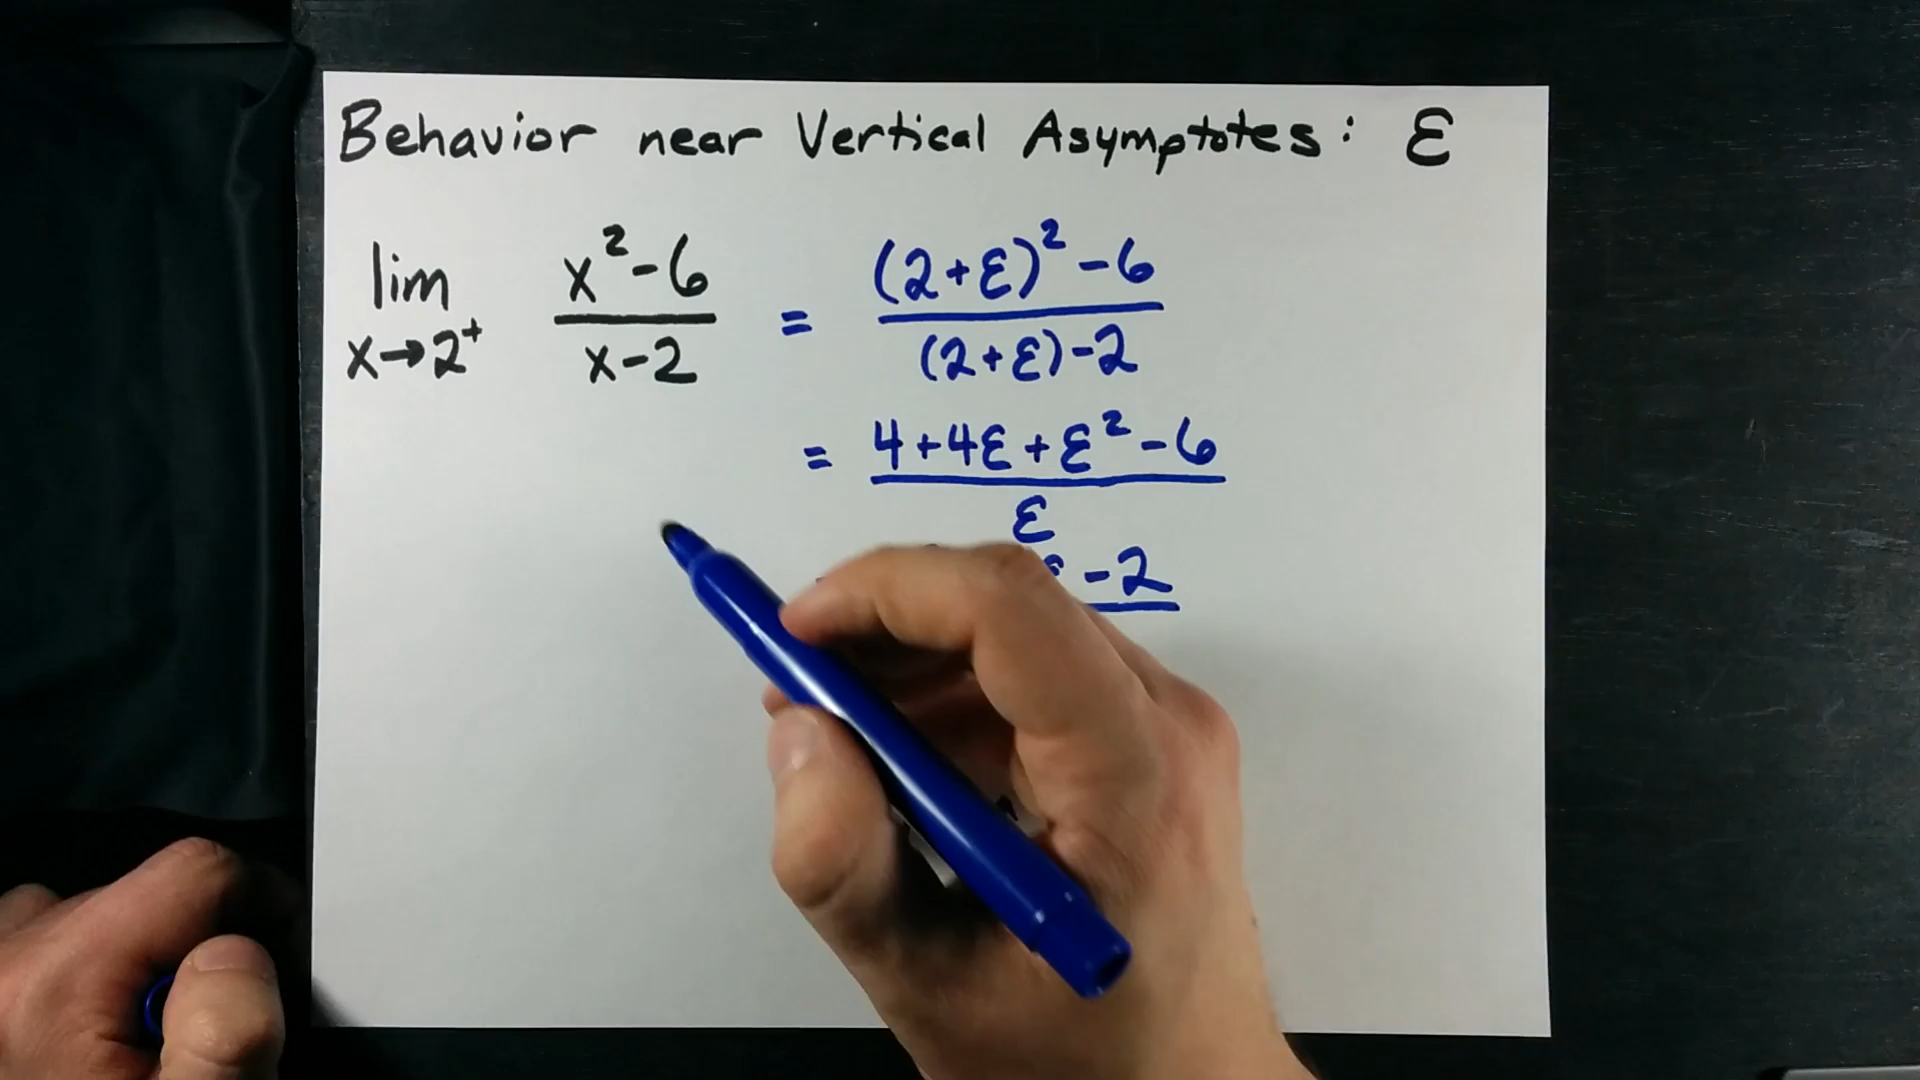 Behavior near Vertical Asymptotes: ε
lim x→2⁺ (x²-6)/(x-2) = ((2+ε)²-6)/((2+ε)-2)
= (4+4ε+ε²-6)/ε
-2